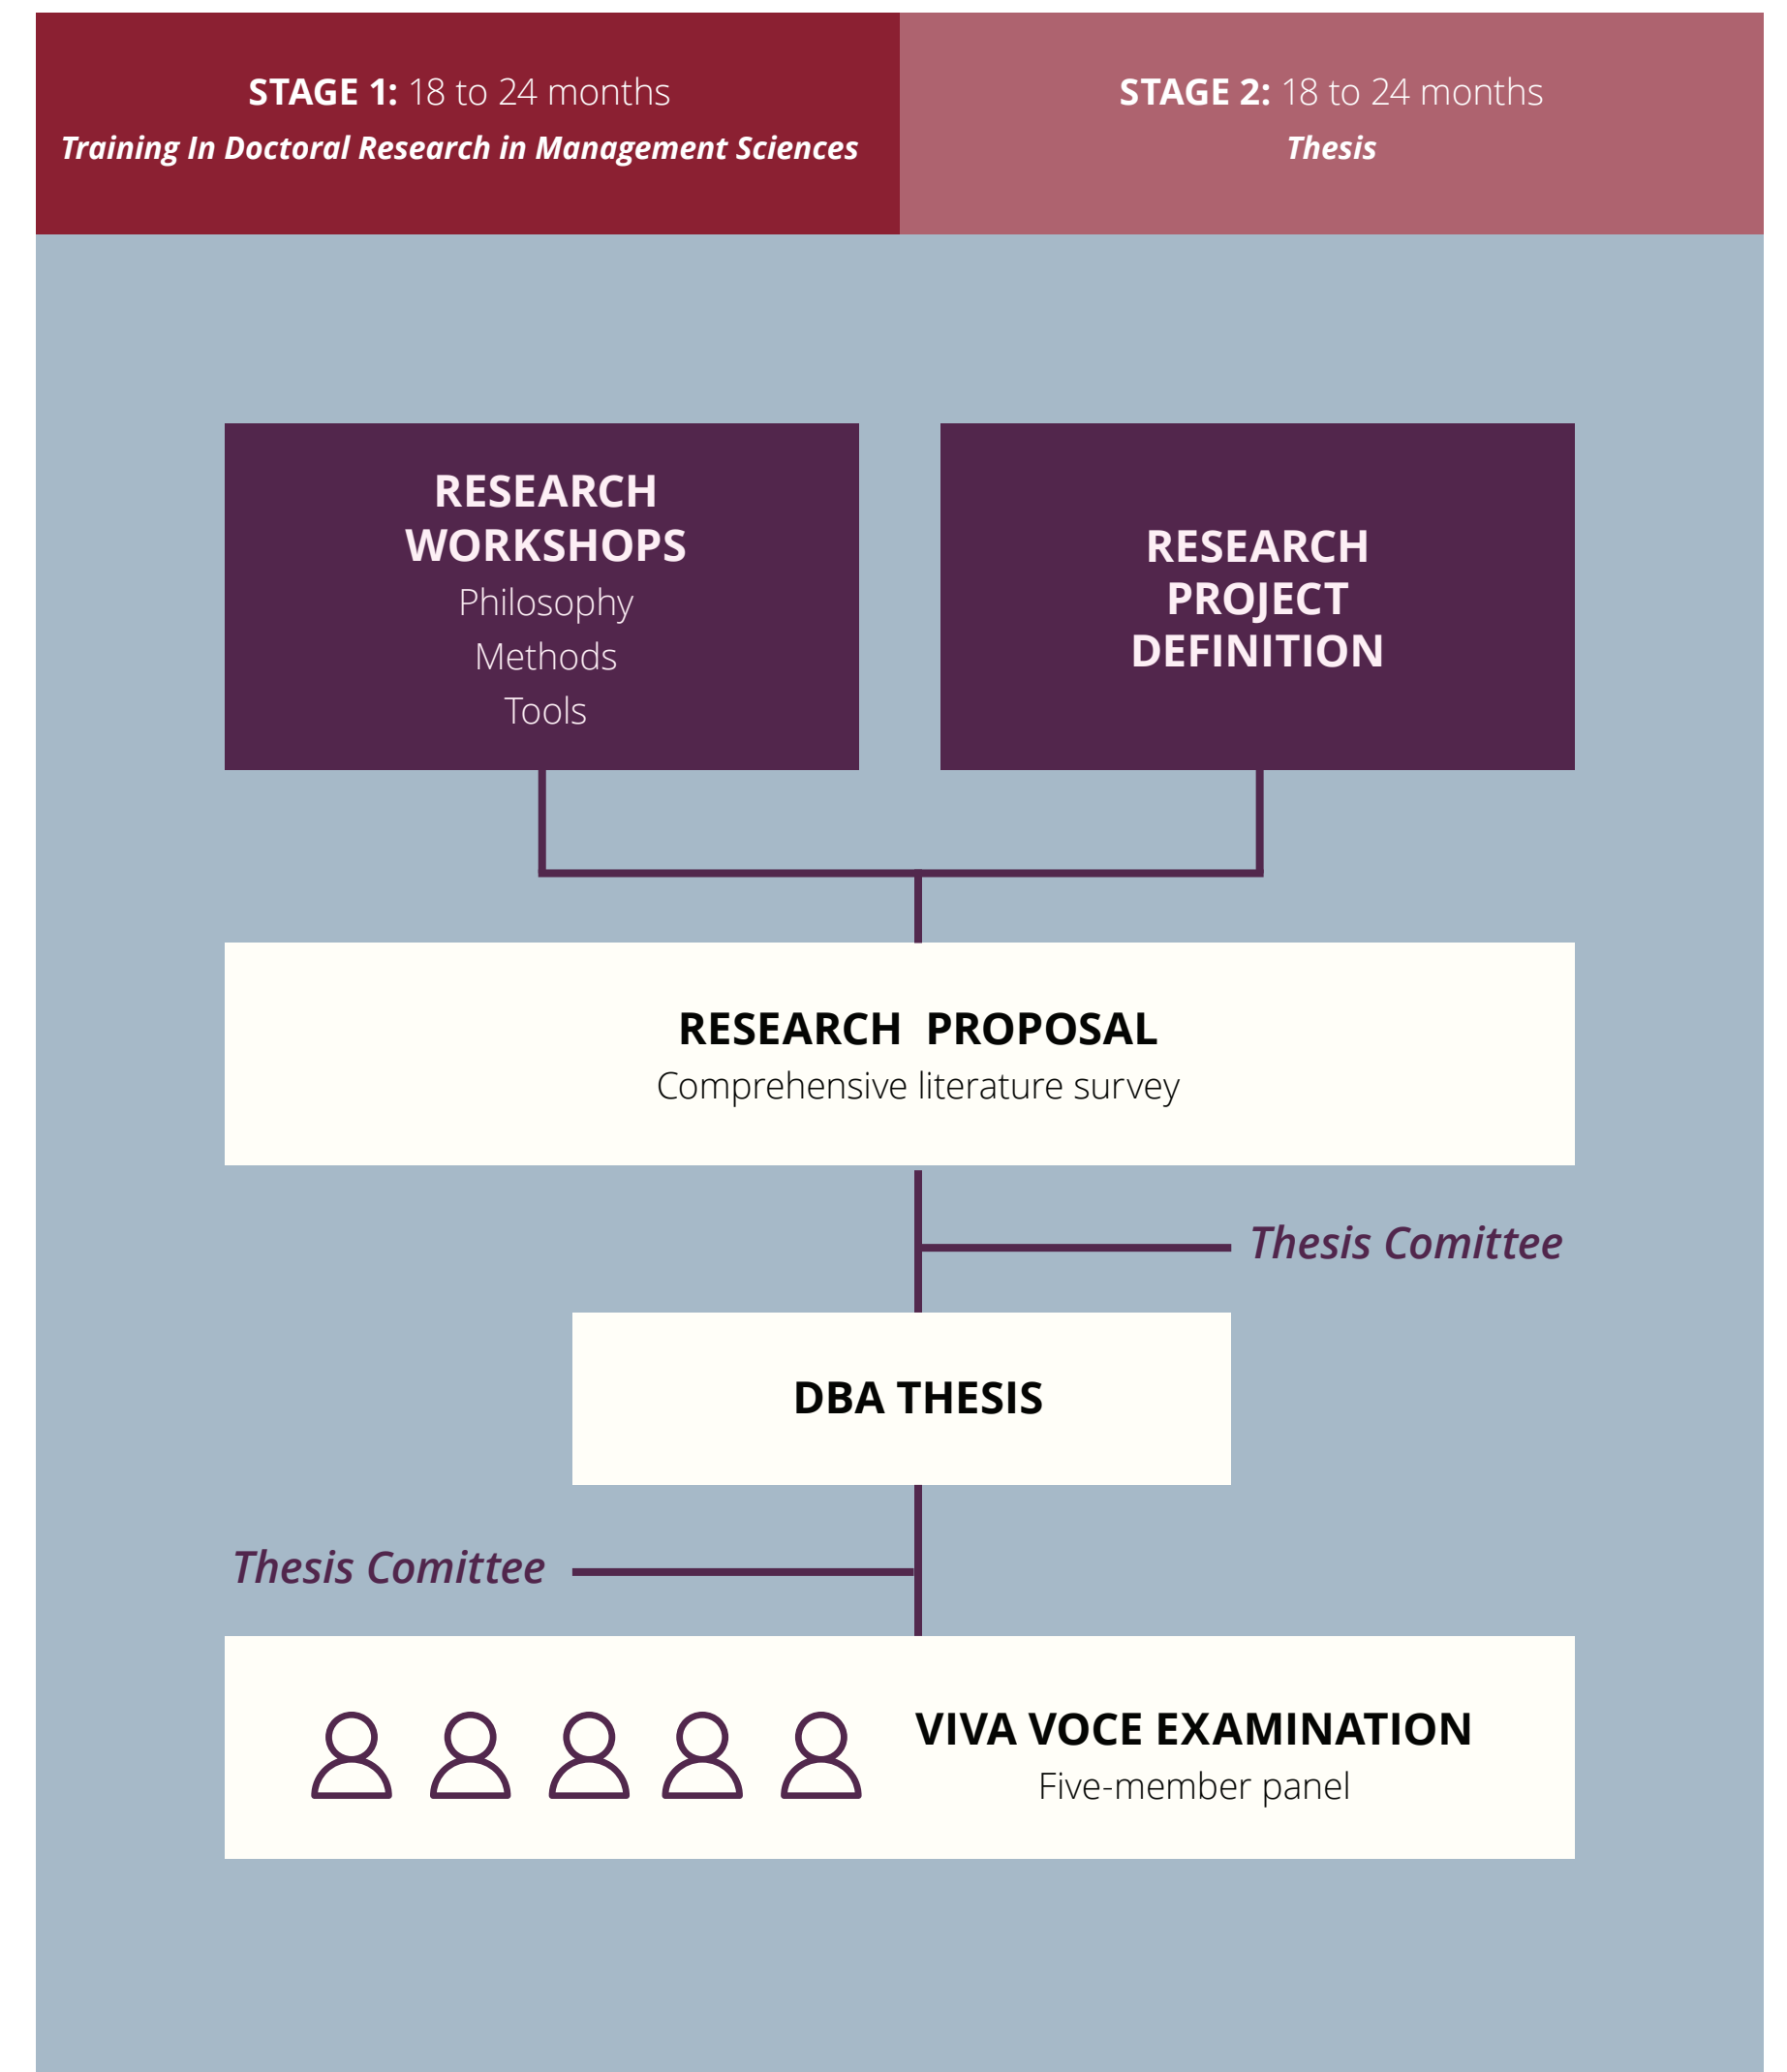 STAGE 1: 18 to 24 months
Training In Doctoral Research in Management Sciences
STAGE 2: 18 to 24 months
Thesis
RESEARCH
WORKSHOPS
Philosophy
Methods
Tools
RESEARCH
PROJECT
DEFINITION
RESEARCH PROPOSAL
Comprehensive literature survey
Thesis Comittee
DBA THESIS
Thesis Comittee
VIVA VOCE EXAMINATION
Five-member panel